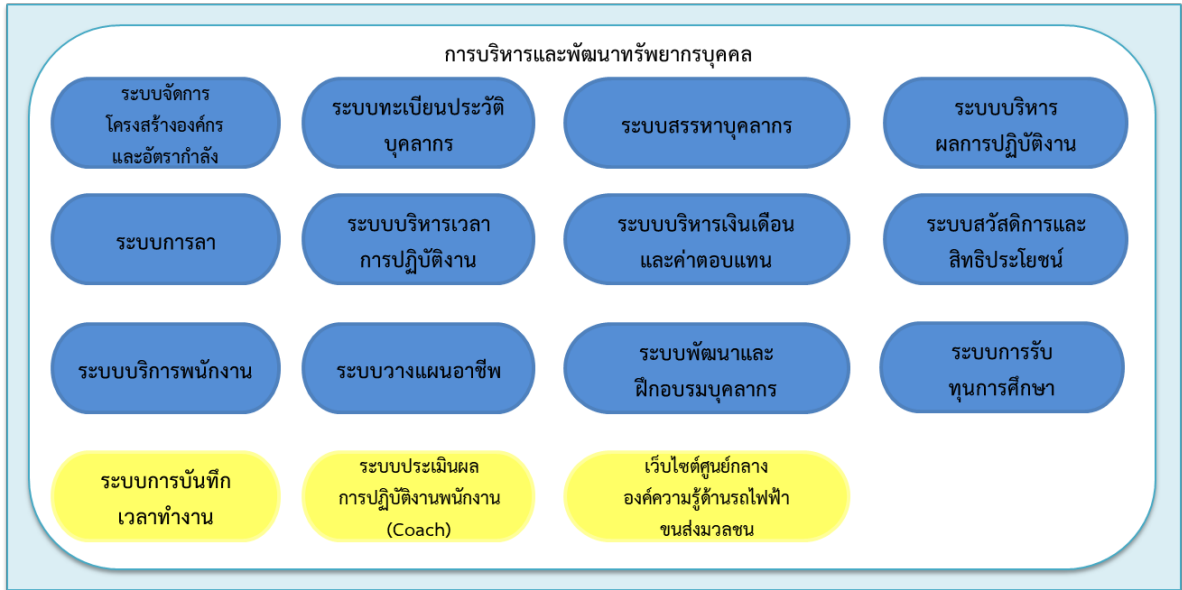 การบริหารและพัฒนาทรัพยากรบุคคล
ระบบจัดการ
โครงสร้างองค์กร
และอัตรากำลัง
ระบบทะเบียนประวัติ
บุคลากร
ระบบสรรหาบุคลากร
ระบบบริหาร
ผลการปฏิบัติงาน
ระบบการลา
ระบบบริหารเวลา
การปฏิบัติงาน
ระบบบริหารเงินเดือน
และค่าตอบแทน
ระบบสวัสดิการและ
สิทธิประโยชน์
ระบบบริการพนักงาน
ระบบวางแผนอาชีพ
ระบบพัฒนาและ
ฝึกอบรมบุคลากร
ระบบการรับ
ทุนการศึกษา
ระบบการบันทึก
เวลาทำงาน
ระบบประเมินผล
การปฏิบัติงานพนักงาน
(Coach)
เว็บไซต์ศูนย์กลาง
องค์ความรู้ด้านรถไฟฟ้า
ขนส่งมวลชน